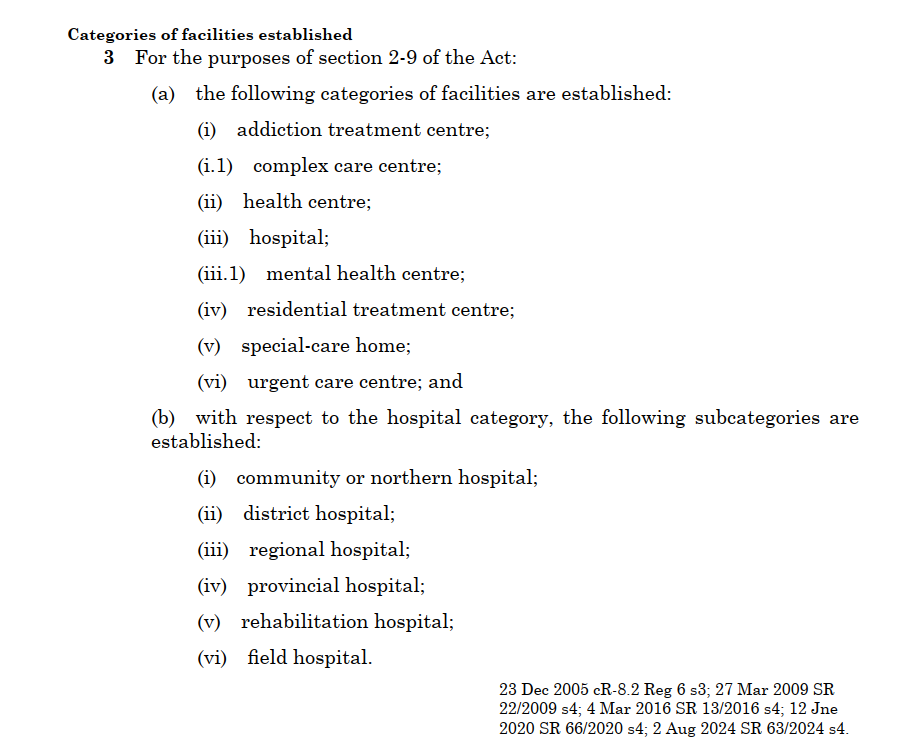 Categories of facilities established
3 For the purposes of section 2-9 of the Act:
(a) the following categories of facilities are established:
(i) addiction treatment centre;
(i.1) complex care centre;
(ii) health centre;
(iii) hospital;
(iii.1) mental health centre;
(iv) residential treatment centre;
(v) special-care home;
(vi) urgent care centre; and
(b) with respect to the hospital category, the following subcategories are
established:
(i) community or northern hospital;
(ii) district hospital;
(iii) regional hospital;
(iv) provincial hospital;
(v) rehabilitation hospital;
(vi) field hospital.
23 Dec 2005 cR-8.2 Reg 6 s3; 27 Mar 2009 SR
22/2009 s4; 4 Mar 2016 SR 13/2016 s4; 12 Jne
2020 SR 66/2020 s4; 2 Aug 2024 SR 63/2024 s4.